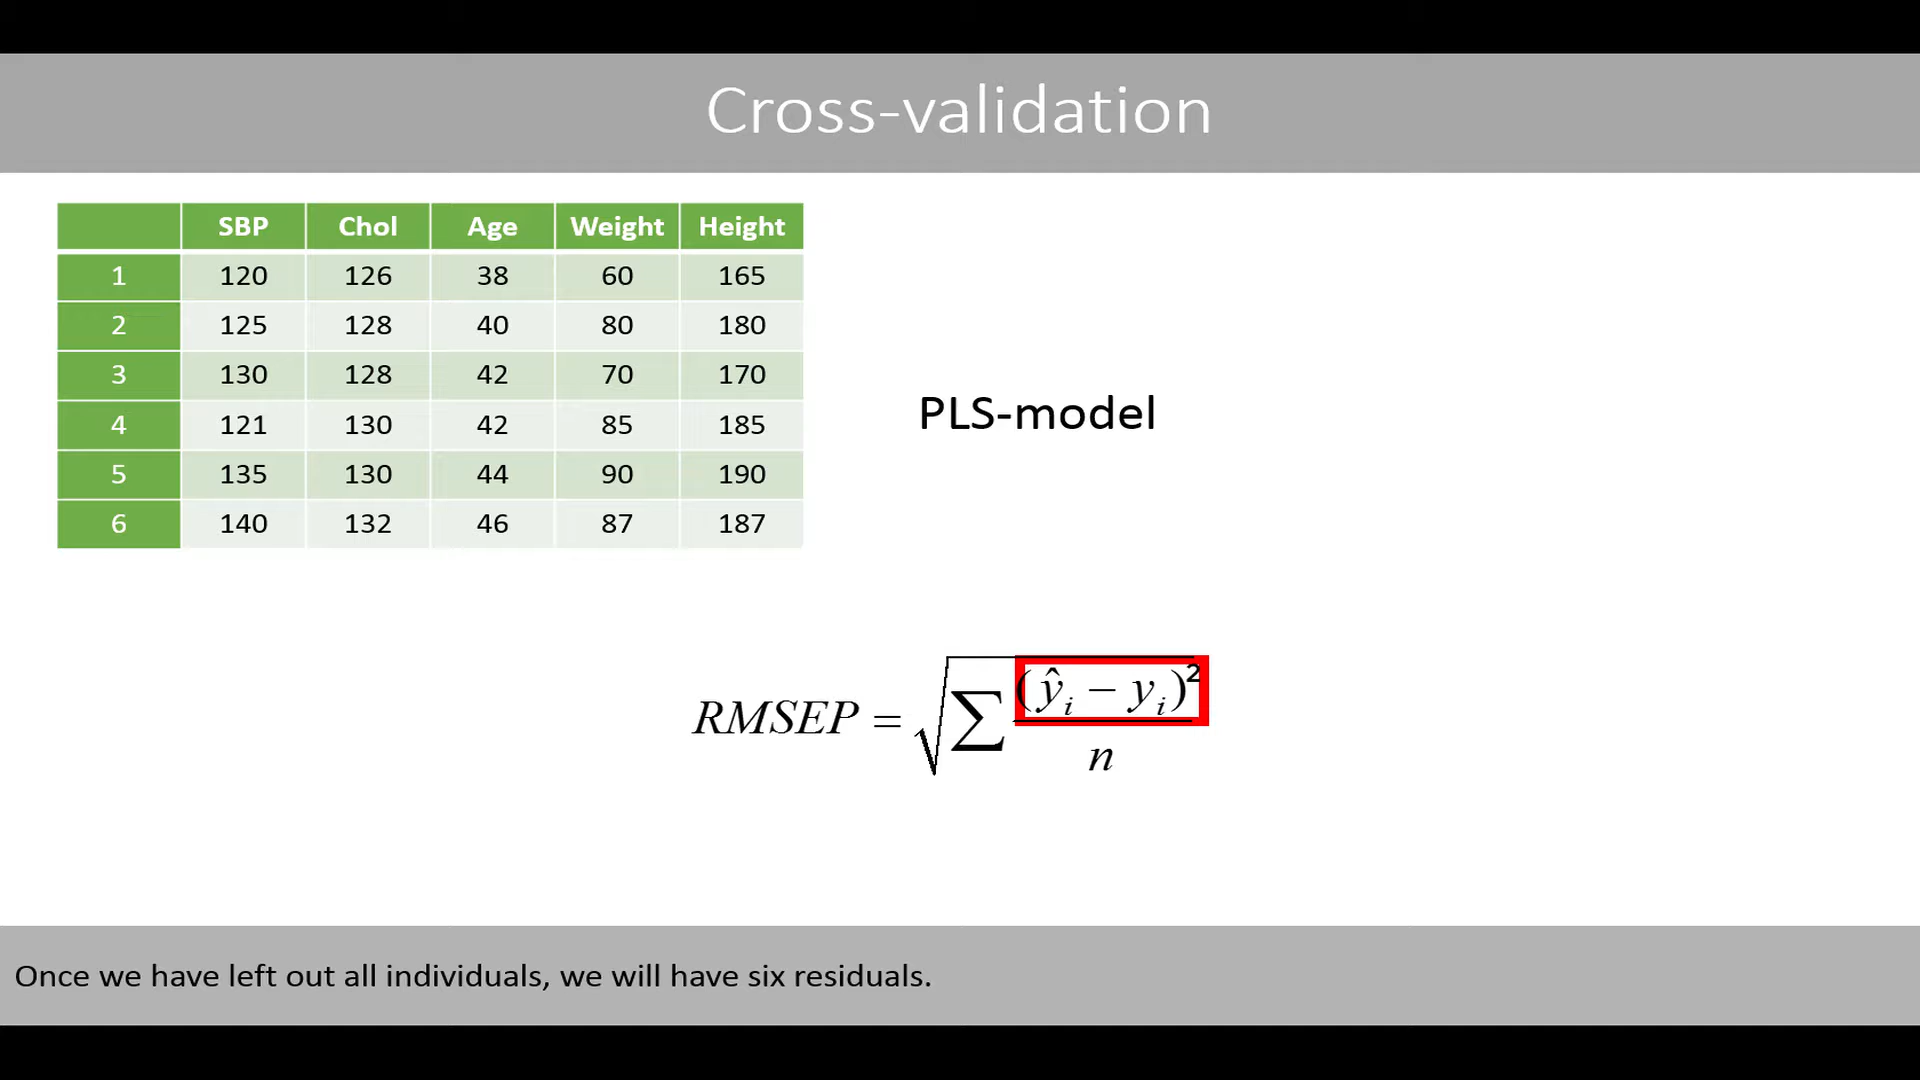 Cross-validation
SBP Chol Age Weight Height
1 120 126 38 60 165
2 125 128 40 80 180
3 130 128 42 70 170
4 121 130 42 85 185
5 135 130 44 90 190
6 140 132 46 87 187
PLS-model
RMSEP = √∑ (ŷᵢ − yᵢ)² / n
Once we have left out all individuals, we will have six residuals.